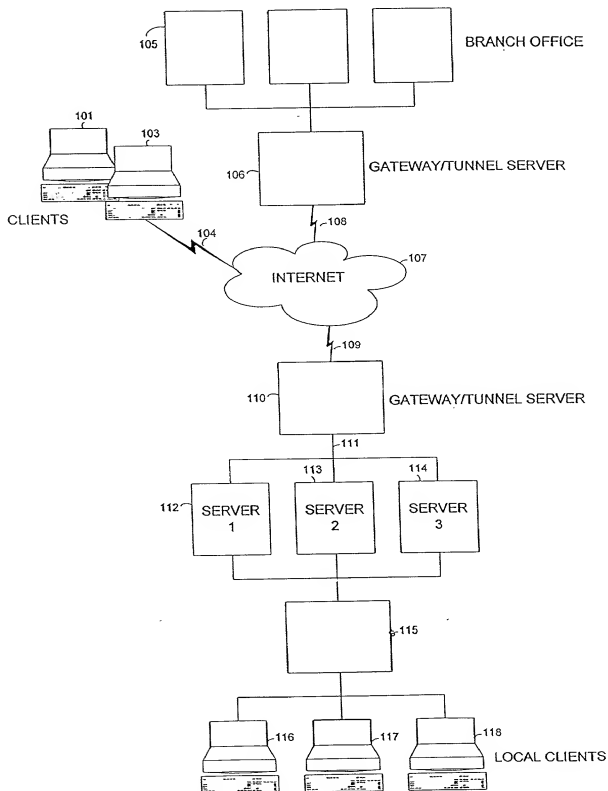 105
BRANCH OFFICE
101
103
106
GATEWAY/TUNNEL SERVER
CLIENTS
108
104
107
INTERNET
109
110
GATEWAY/TUNNEL SERVER
111
113
114
112
SERVER
1
SERVER
2
SERVER
3
115
116
117
118
LOCAL CLIENTS